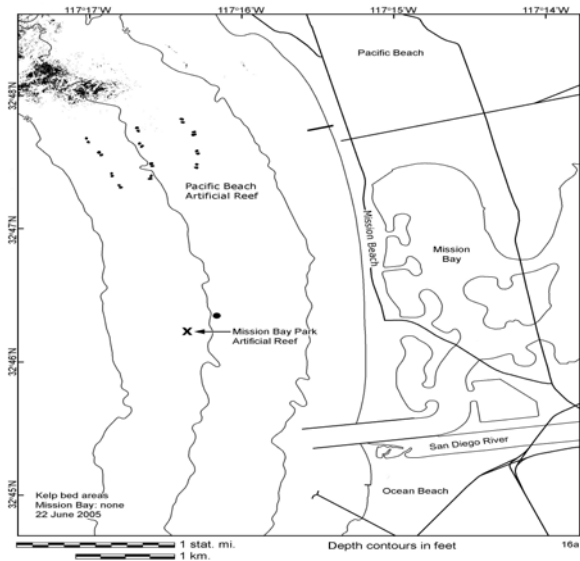 117°17'W
117°16'W
117°15'W
117°14'W
Pacific Beach
32°48'N
Pacific Beach
Artificial Reef
32°47'N
Mission Beach
Mission
Bay
Mission Bay Park
Artificial Reef
32°46'N
San Diego River
Kelp bed areas
Mission Bay: none
22 June 2005
32°45'N
Ocean Beach
1 stat. mi.
1 km.
Depth contours in feet
16a